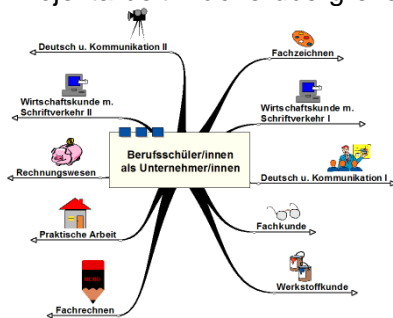 Deutsch u. Kommunikation II
Fachzeichnen
Wirtschaftskunde m.
Schriftverkehr II
Wirtschaftskunde m.
Schriftverkehr I
Berufsschüler/innen
als Unternehmer/innen
Rechnungswesen
Deutsch u. Kommunikation I
Praktische Arbeit
Fachkunde
Fachrechnen
Werkstoffkunde